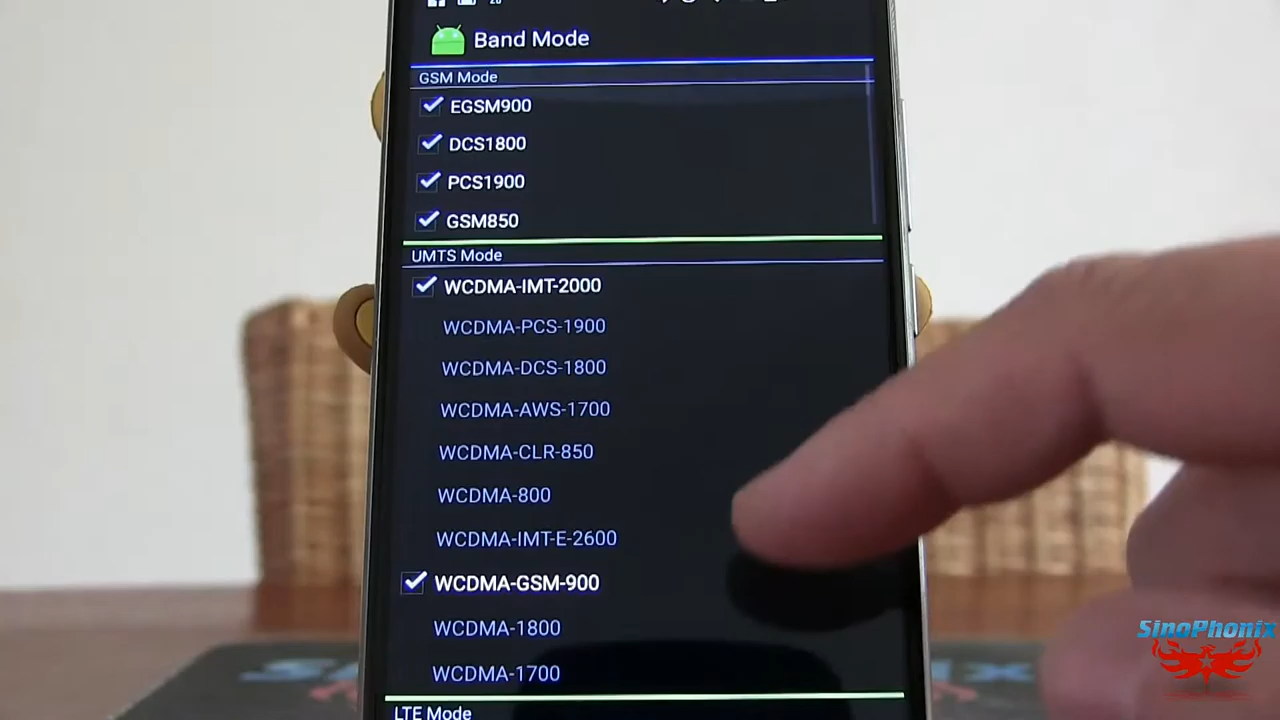 Band Mode
GSM Mode
EGSM900
DCS1800
PCS1900
GSM850
UMTS Mode
WCDMA-IMT-2000
WCDMA-PCS-1900
WCDMA-DCS-1800
WCDMA-AWS-1700
WCDMA-CLR-850
WCDMA-800
WCDMA-IMT-E-2600
WCDMA-GSM-900
WCDMA-1800
WCDMA-1700
LTE Mode
SinoPhonix